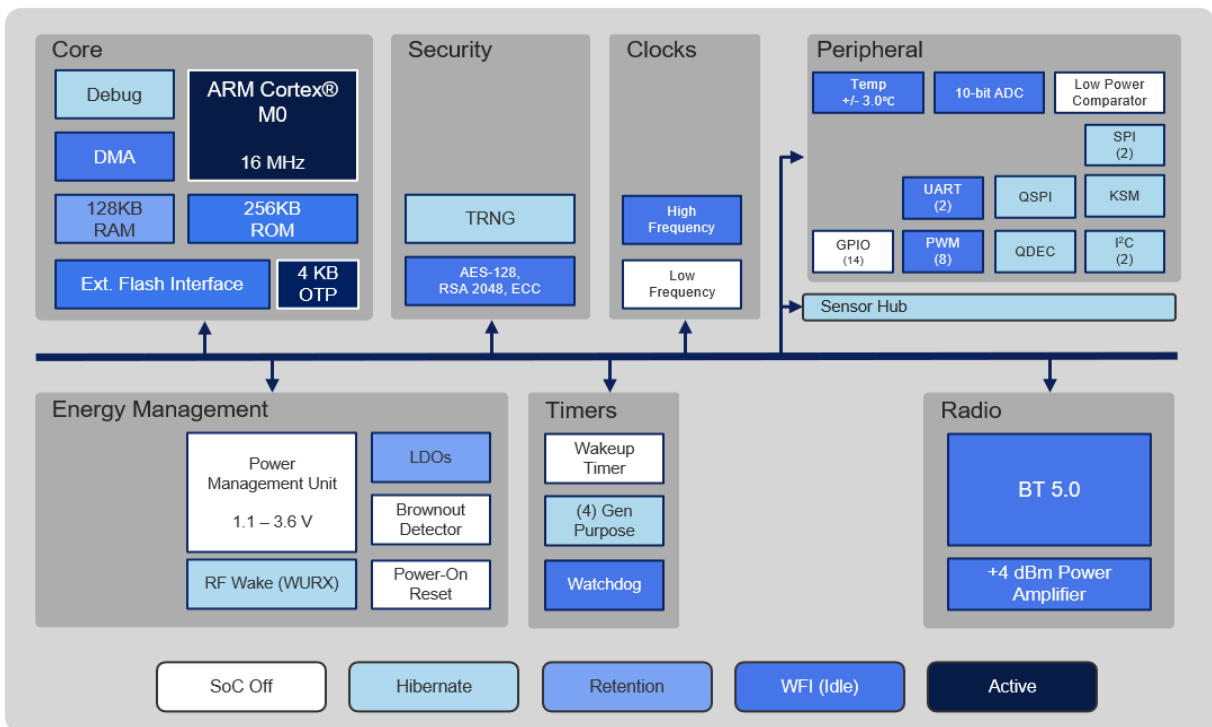 Core
Debug
ARM Cortex®
M0
16 MHz
DMA
128KB
RAM
256KB
ROM
Ext. Flash Interface
4 KB
OTP
Security
TRNG
AES-128,
RSA 2048, ECC
Clocks
High
Frequency
Low
Frequency
Peripheral
Temp
+/- 3.0℃
10-bit ADC
Low Power
Comparator
SPI
(2)
UART
(2)
QSPI
KSM
GPIO
(14)
PWM
(8)
QDEC
I²C
(2)
Sensor Hub
Energy Management
Power
Management Unit
1.1 – 3.6 V
LDOs
Brownout
Detector
RF Wake (WURX)
Power-On
Reset
Timers
Wakeup
Timer
(4) Gen
Purpose
Watchdog
Radio
BT 5.0
+4 dBm Power
Amplifier
SoC Off
Hibernate
Retention
WFI (Idle)
Active